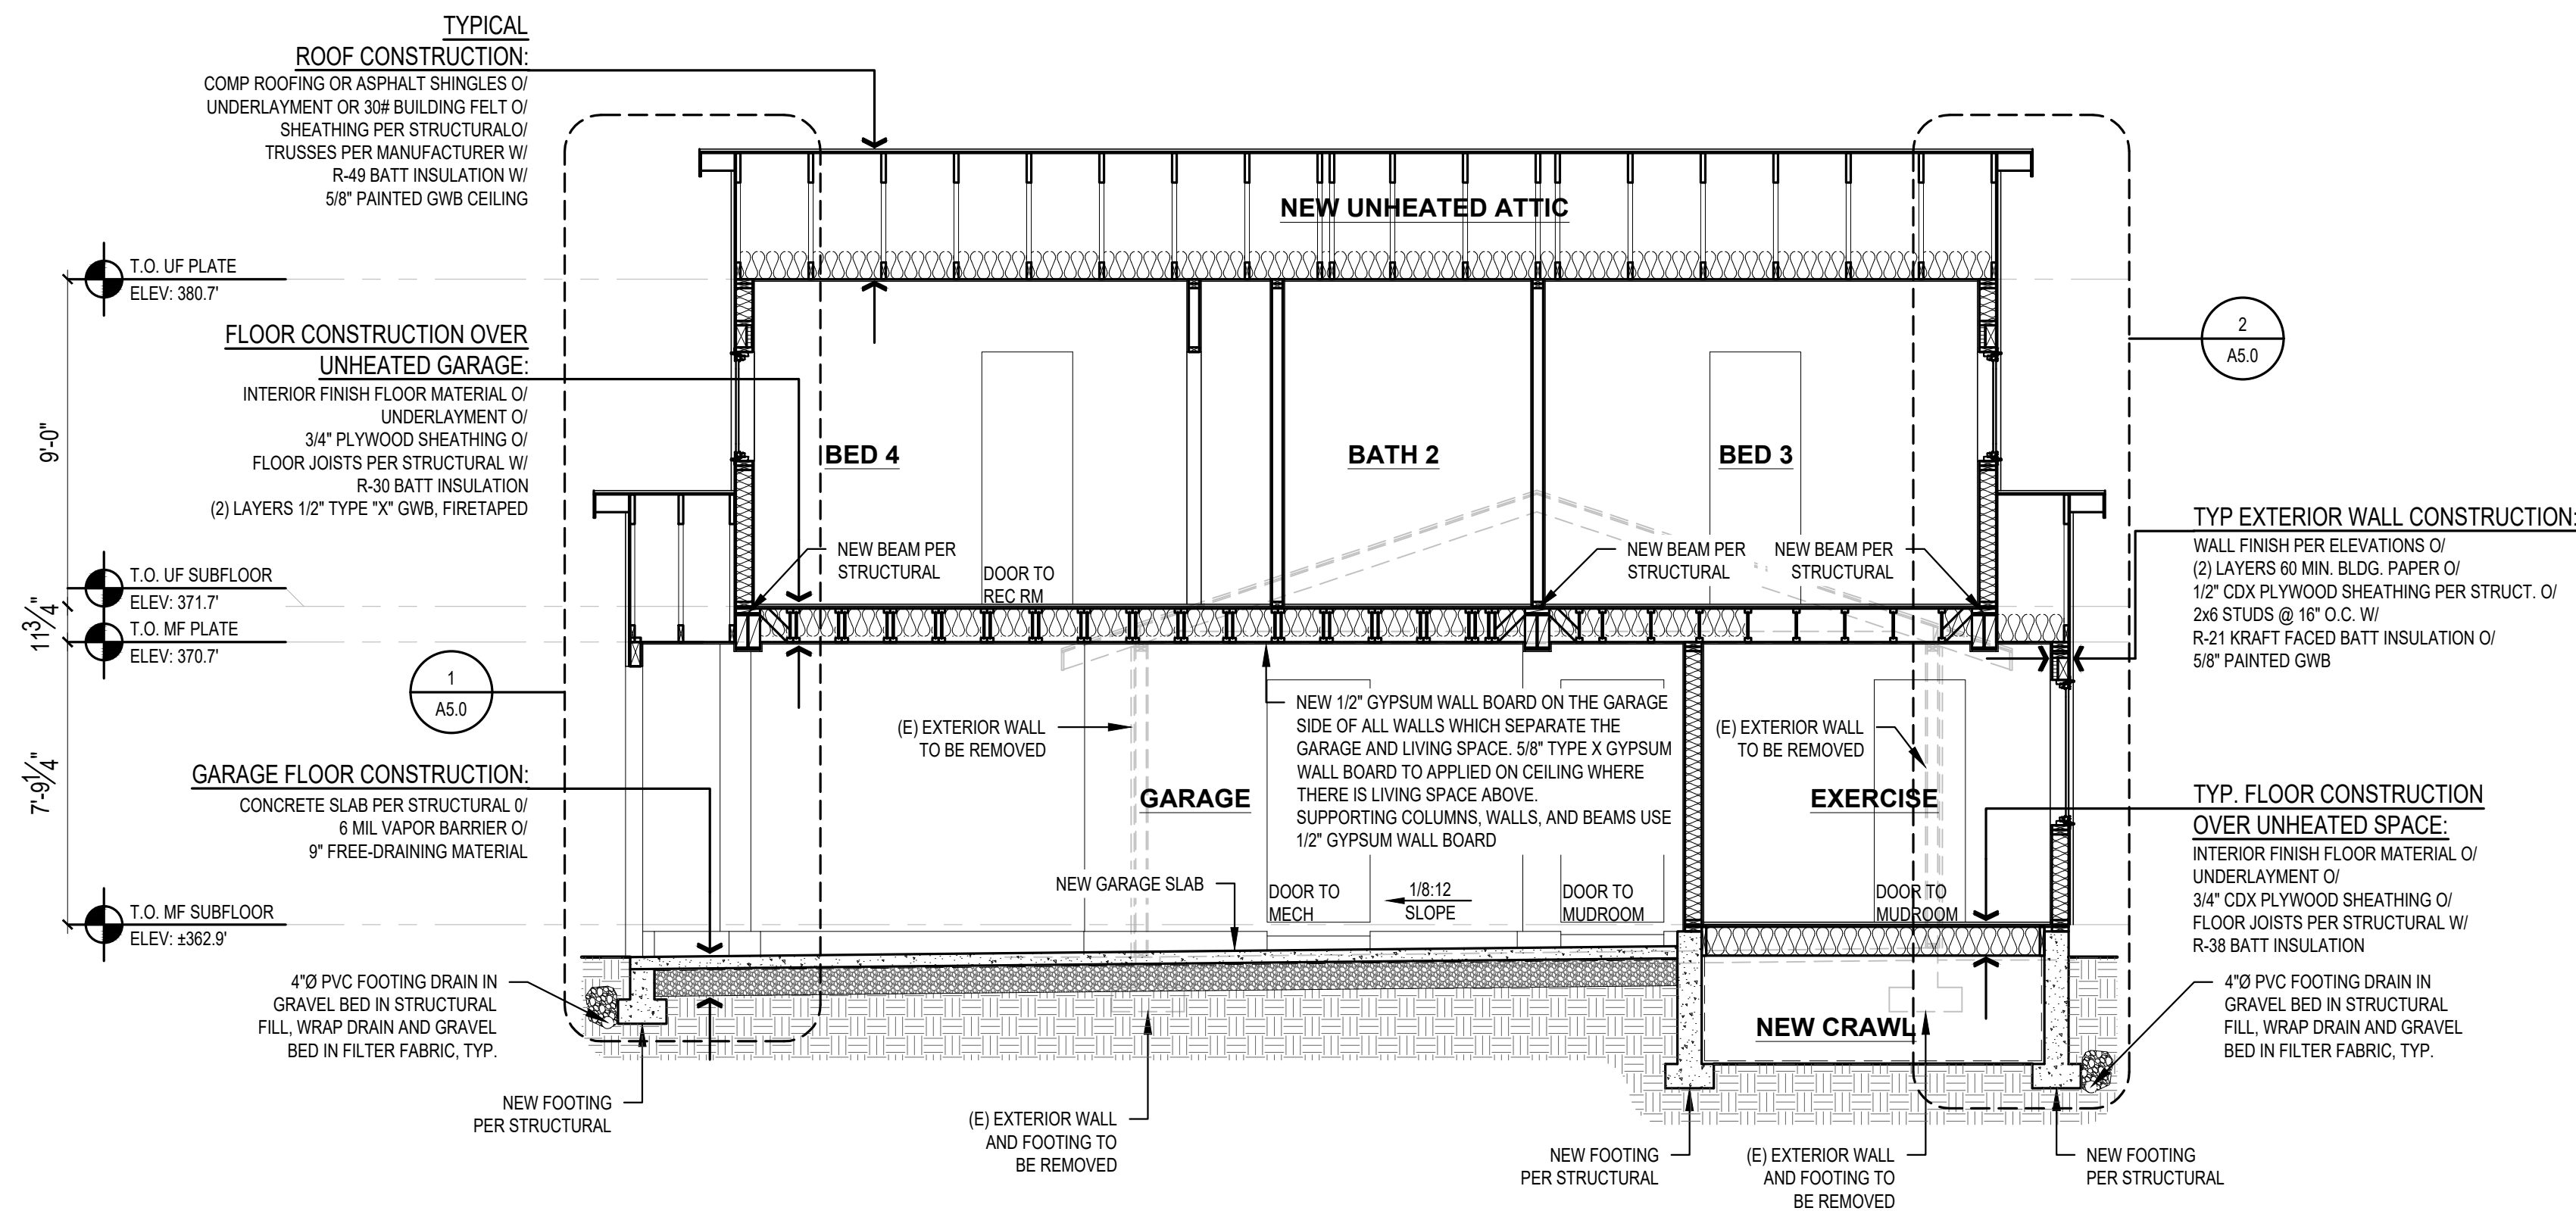 TYPICAL
ROOF CONSTRUCTION:
COMP ROOFING OR ASPHALT SHINGLES O/
UNDERLAYMENT OR 30# BUILDING FELT O/
SHEATHING PER STRUCTURALO/
TRUSSES PER MANUFACTURER W/
R-49 BATT INSULATION W/
5/8" PAINTED GWB CEILING
NEW UNHEATED ATTIC
T.O. UF PLATE
ELEV: 380.7'
FLOOR CONSTRUCTION OVER
UNHEATED GARAGE:
INTERIOR FINISH FLOOR MATERIAL O/
UNDERLAYMENT O/
3/4" PLYWOOD SHEATHING O/
FLOOR JOISTS PER STRUCTURAL W/
R-30 BATT INSULATION
(2) LAYERS 1/2" TYPE "X" GWB, FIRETAPED
9'-0"
2
A5.0
BED 4
BATH 2
BED 3
NEW BEAM PER
STRUCTURAL
DOOR TO
REC RM
NEW BEAM PER
STRUCTURAL
NEW BEAM PER
STRUCTURAL
TYP EXTERIOR WALL CONSTRUCTION:
WALL FINISH PER ELEVATIONS O/
(2) LAYERS 60 MIN. BLDG. PAPER O/
1/2" CDX PLYWOOD SHEATHING PER STRUCT. O/
2x6 STUDS @ 16" O.C. W/
R-21 KRAFT FACED BATT INSULATION O/
5/8" PAINTED GWB
T.O. UF SUBFLOOR
ELEV: 371.7'
11 3/4"
T.O. MF PLATE
ELEV: 370.7'
1
A5.0
(E) EXTERIOR WALL
TO BE REMOVED
NEW 1/2" GYPSUM WALL BOARD ON THE GARAGE
SIDE OF ALL WALLS WHICH SEPARATE THE
GARAGE AND LIVING SPACE. 5/8" TYPE X GYPSUM
WALL BOARD TO APPLIED ON CEILING WHERE
THERE IS LIVING SPACE ABOVE.
SUPPORTING COLUMNS, WALLS, AND BEAMS USE
1/2" GYPSUM WALL BOARD
(E) EXTERIOR WALL
TO BE REMOVED
7'-9 1/4"
GARAGE FLOOR CONSTRUCTION:
CONCRETE SLAB PER STRUCTURAL 0/
6 MIL VAPOR BARRIER O/
9" FREE-DRAINING MATERIAL
GARAGE
EXERCISE
TYP. FLOOR CONSTRUCTION
OVER UNHEATED SPACE:
INTERIOR FINISH FLOOR MATERIAL O/
UNDERLAYMENT O/
3/4" CDX PLYWOOD SHEATHING O/
FLOOR JOISTS PER STRUCTURAL W/
R-38 BATT INSULATION
NEW GARAGE SLAB
DOOR TO
MECH
1/8:12
SLOPE
DOOR TO
MUDROOM
DOOR TO
MUDROOM
T.O. MF SUBFLOOR
ELEV: ±362.9'
4"Ø PVC FOOTING DRAIN IN
GRAVEL BED IN STRUCTURAL
FILL, WRAP DRAIN AND GRAVEL
BED IN FILTER FABRIC, TYP.
NEW CRAWL
4"Ø PVC FOOTING DRAIN IN
GRAVEL BED IN STRUCTURAL
FILL, WRAP DRAIN AND GRAVEL
BED IN FILTER FABRIC, TYP.
NEW FOOTING
PER STRUCTURAL
(E) EXTERIOR WALL
AND FOOTING TO
BE REMOVED
NEW FOOTING
PER STRUCTURAL
(E) EXTERIOR WALL
AND FOOTING TO
BE REMOVED
NEW FOOTING
PER STRUCTURAL